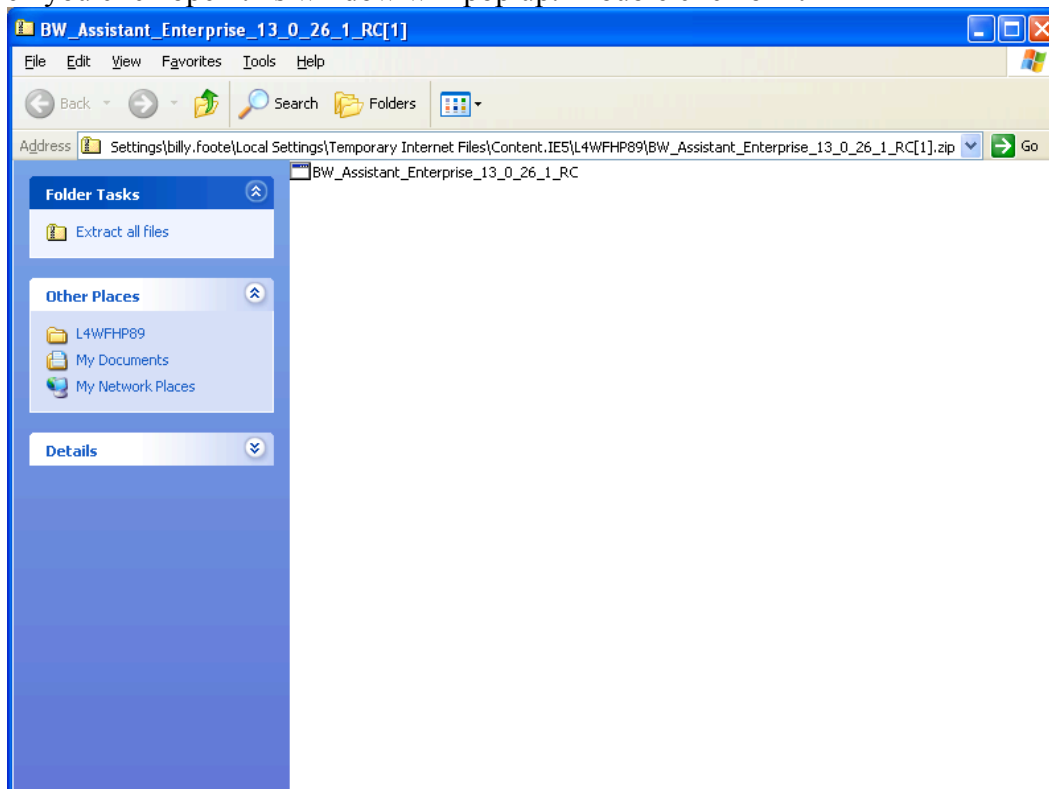 BW_Assistant_Enterprise_13_0_26_1_RC[1]
File Edit View Favorites Tools Help
Back Search Folders
Address Settings\billy.foote\Local Settings\Temporary Internet Files\Content.IE5\L4WFHP89\BW_Assistant_Enterprise_13_0_26_1_RC[1].zip Go
BW_Assistant_Enterprise_13_0_26_1_RC
Folder Tasks
Extract all files
Other Places
L4WFHP89
My Documents
My Network Places
Details